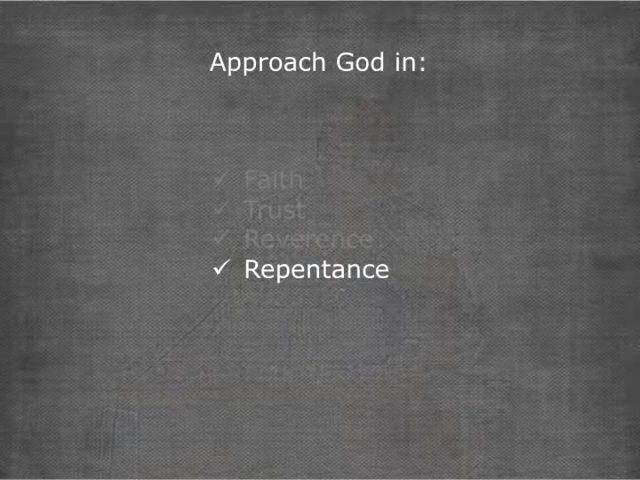 Approach God in:
✓ Faith
✓ Trust
✓ Reverence
✓ Repentance